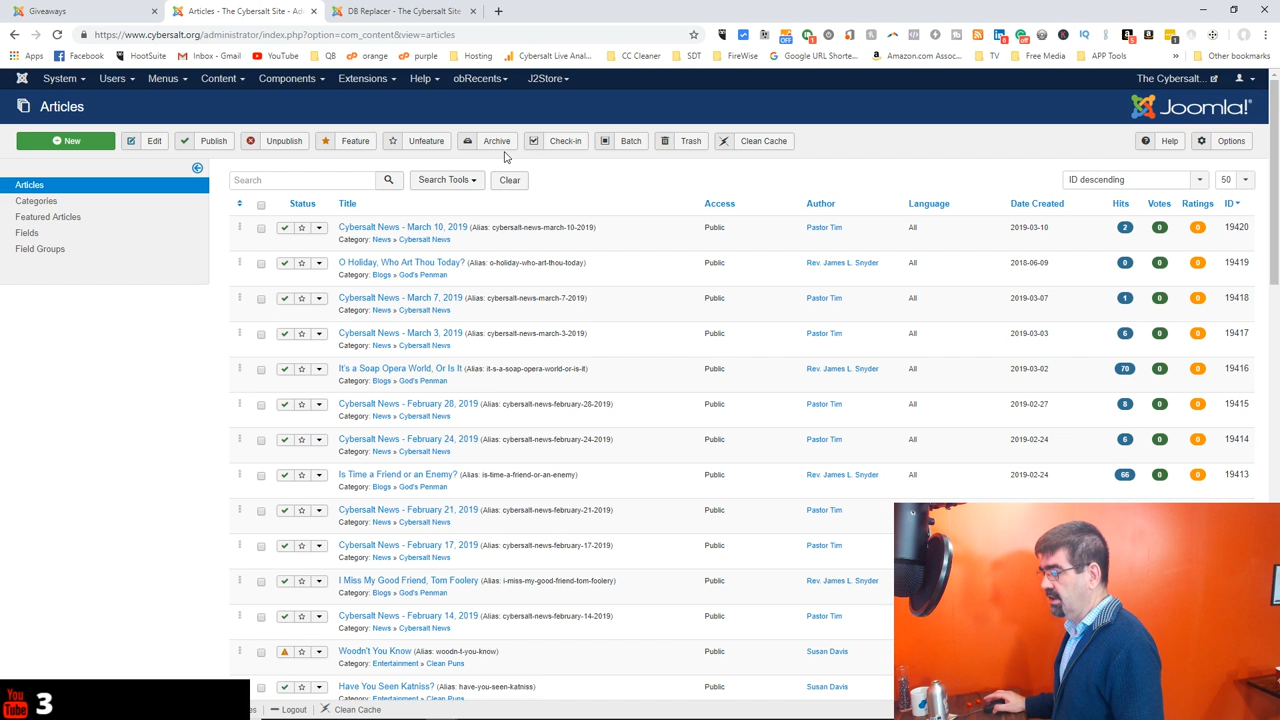 Giveaways
Articles - The Cybersalt Site - Ad
DB Replacer - The Cybersalt Site
https://www.cybersalt.org/administrator/index.php?option=com_content&view=articles
Apps Facebook HootSuite Inbox - Gmail YouTube QB orange purple Hosting Cybersalt Live Anal... CC Cleaner SDT FireWise Google URL Shorte... Amazon.com Assoc... TV Free Media APP Tools » Other bookmarks
System Users Menus Content Components Extensions Help obRecents J2Store The Cybersalt...
Articles Joomla!®
New Edit Publish Unpublish Feature Unfeature Archive Check-in Batch Trash Clean Cache Help Options
Articles
Categories
Featured Articles
Fields
Field Groups
Search Search Tools Clear ID descending 50
Status Title Access Author Language Date Created Hits Votes Ratings ID
Cybersalt News - March 10, 2019 (Alias: cybersalt-news-march-10-2019) Public Pastor Tim All 2019-03-10 2 0 0 19420
Category: News » Cybersalt News
O Holiday, Who Art Thou Today? (Alias: o-holiday-who-art-thou-today) Public Rev. James L. Snyder All 2018-06-09 0 0 0 19419
Category: Blogs » God's Penman
Cybersalt News - March 7, 2019 (Alias: cybersalt-news-march-7-2019) Public Pastor Tim All 2019-03-07 1 0 0 19418
Category: News » Cybersalt News
Cybersalt News - March 3, 2019 (Alias: cybersalt-news-march-3-2019) Public Pastor Tim All 2019-03-03 6 0 0 19417
Category: News » Cybersalt News
It's a Soap Opera World, Or Is It (Alias: it-s-a-soap-opera-world-or-is-it) Public Rev. James L. Snyder All 2019-03-02 70 0 0 19416
Category: Blogs » God's Penman
Cybersalt News - February 28, 2019 (Alias: cybersalt-news-february-28-2019) Public Pastor Tim All 2019-02-27 8 0 0 19415
Category: News » Cybersalt News
Cybersalt News - February 24, 2019 (Alias: cybersalt-news-february-24-2019) Public Pastor Tim All 2019-02-24 6 0 0 19414
Category: News » Cybersalt News
Is Time a Friend or an Enemy? (Alias: is-time-a-friend-or-an-enemy) Public Rev. James L. Snyder All 2019-02-24 66 0 0 19413
Category: Blogs » God's Penman
Cybersalt News - February 21, 2019 (Alias: cybersalt-news-february-21-2019) Public Pastor Tim
Category: News » Cybersalt News
Cybersalt News - February 17, 2019 (Alias: cybersalt-news-february-17-2019) Public Pastor Tim
Category: News » Cybersalt News
I Miss My Good Friend, Tom Foolery (Alias: i-miss-my-good-friend-tom-foolery) Public Rev. James L. Snyder
Category: Blogs » God's Penman
Cybersalt News - February 14, 2019 (Alias: cybersalt-news-february-14-2019) Public Pastor Tim
Category: News » Cybersalt News
Woodn't You Know (Alias: woodn-t-you-know) Public Susan Davis
Category: Entertainment » Clean Puns
Have You Seen Katniss? (Alias: have-you-seen-katniss) Public Susan Davis
Category: Entertainment » Clean Puns
You Tube 3
Logout Clean Cache